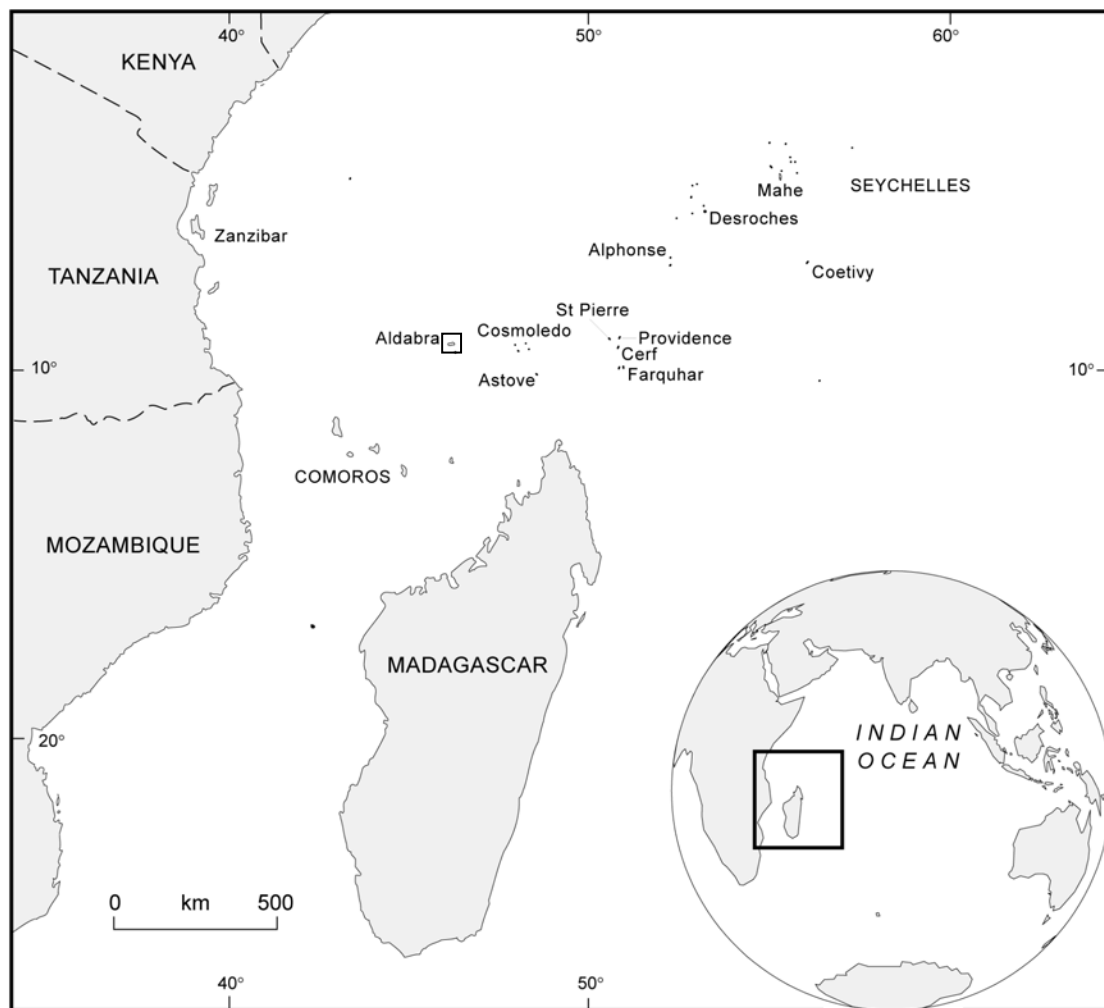 40°
50°
60°
KENYA
Mahe
SEYCHELLES
Desroches
Zanzibar
Alphonse
TANZANIA
Coetivy
St Pierre
Aldabra
Cosmoledo
Providence
Cerf
10°
Astove
Farquhar
10°
COMOROS
MOZAMBIQUE
MADAGASCAR
20°
INDIAN
OCEAN
0 km 500
40°
50°